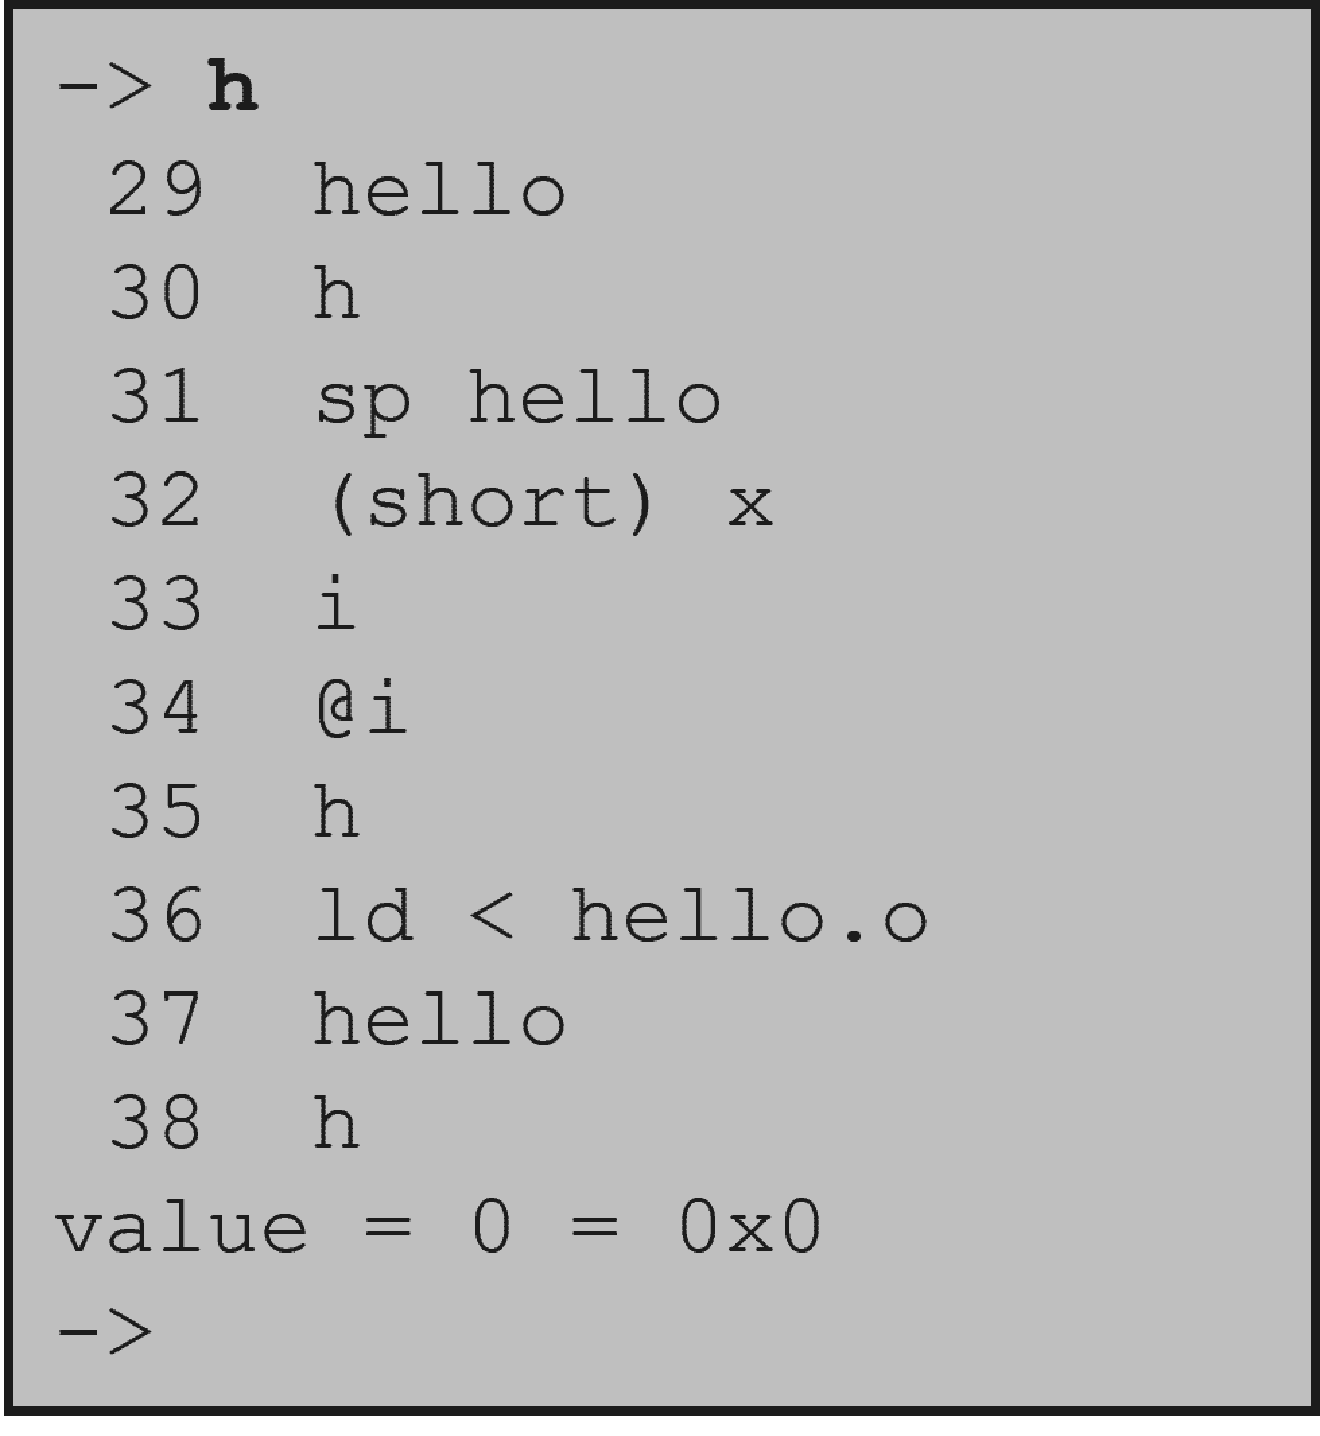 -> h
29 hello
30 h
31 sp hello
32 (short) x
33 i
34 @i
35 h
36 ld < hello.o
37 hello
38 h
value = 0 = 0x0
->